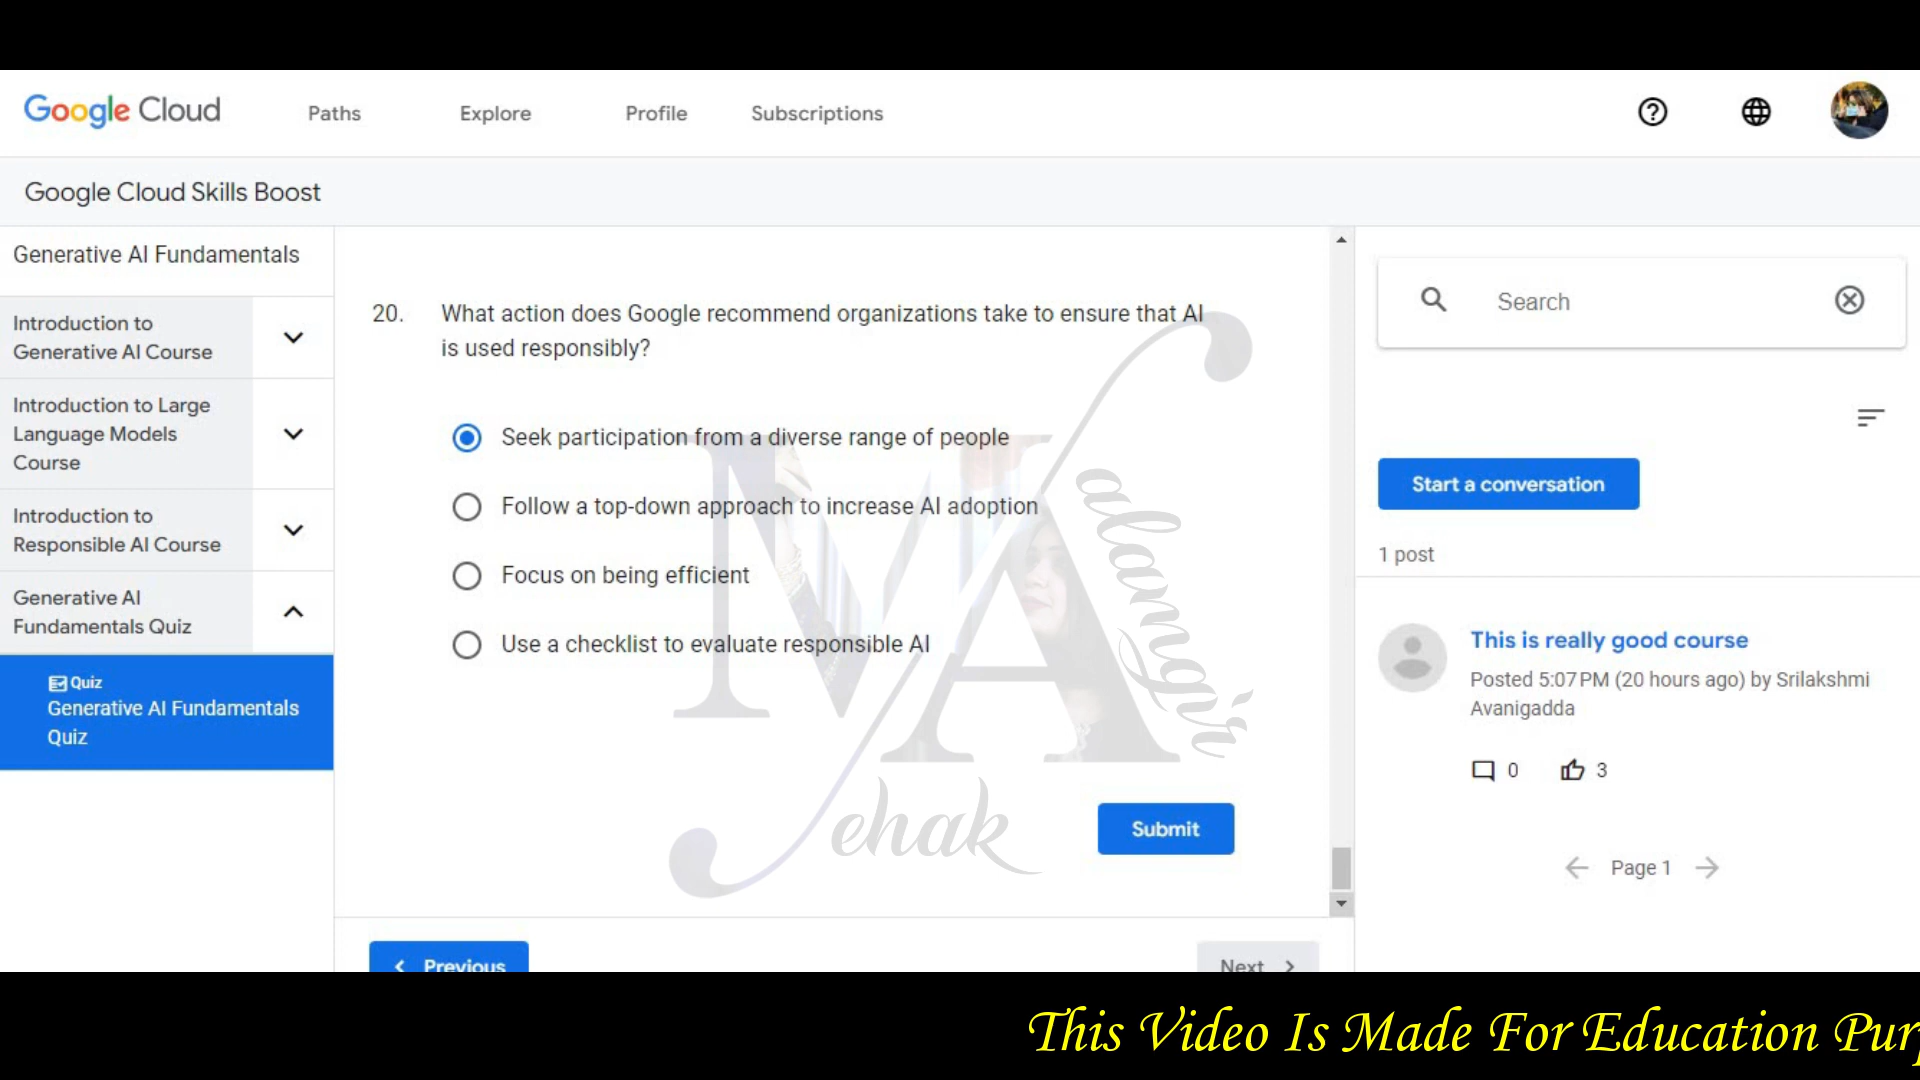 Google Cloud
Paths
Explore
Profile
Subscriptions
Google Cloud Skills Boost
Generative AI Fundamentals
Introduction to
Generative AI Course
Introduction to Large
Language Models
Course
Introduction to
Responsible AI Course
Generative AI
Fundamentals Quiz
Quiz
Generative AI Fundamentals
Quiz
20. What action does Google recommend organizations take to ensure that AI
is used responsibly?
Seek participation from a diverse range of people
Follow a top-down approach to increase AI adoption
Focus on being efficient
Use a checklist to evaluate responsible AI
MA
alamgir
ehak
Submit
Previous
Next
Search
Start a conversation
1 post
This is really good course
Posted 5:07 PM (20 hours ago) by Srilakshmi
Avanigadda
0
3
Page 1
This Video Is Made For Education Pur